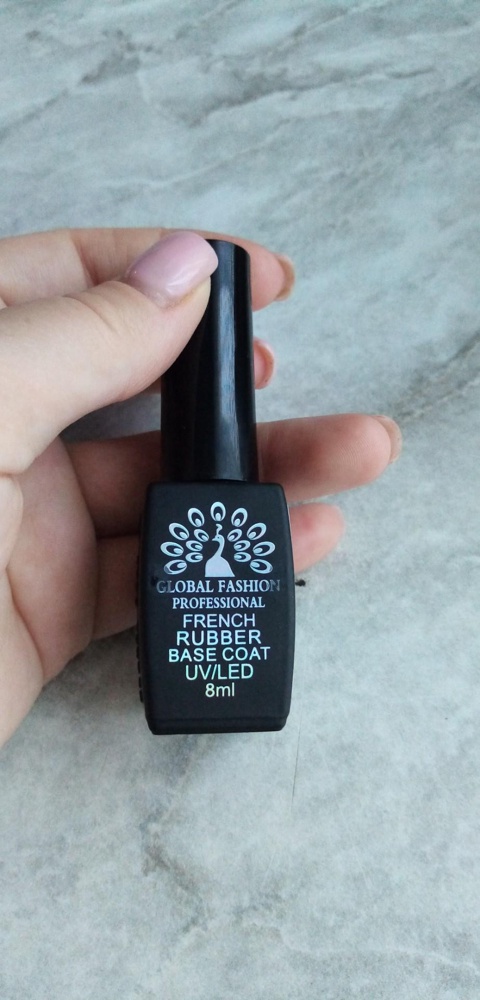 GLOBAL FASHION
PROFESSIONAL
FRENCH
RUBBER
BASE COAT
UV/LED
8ml